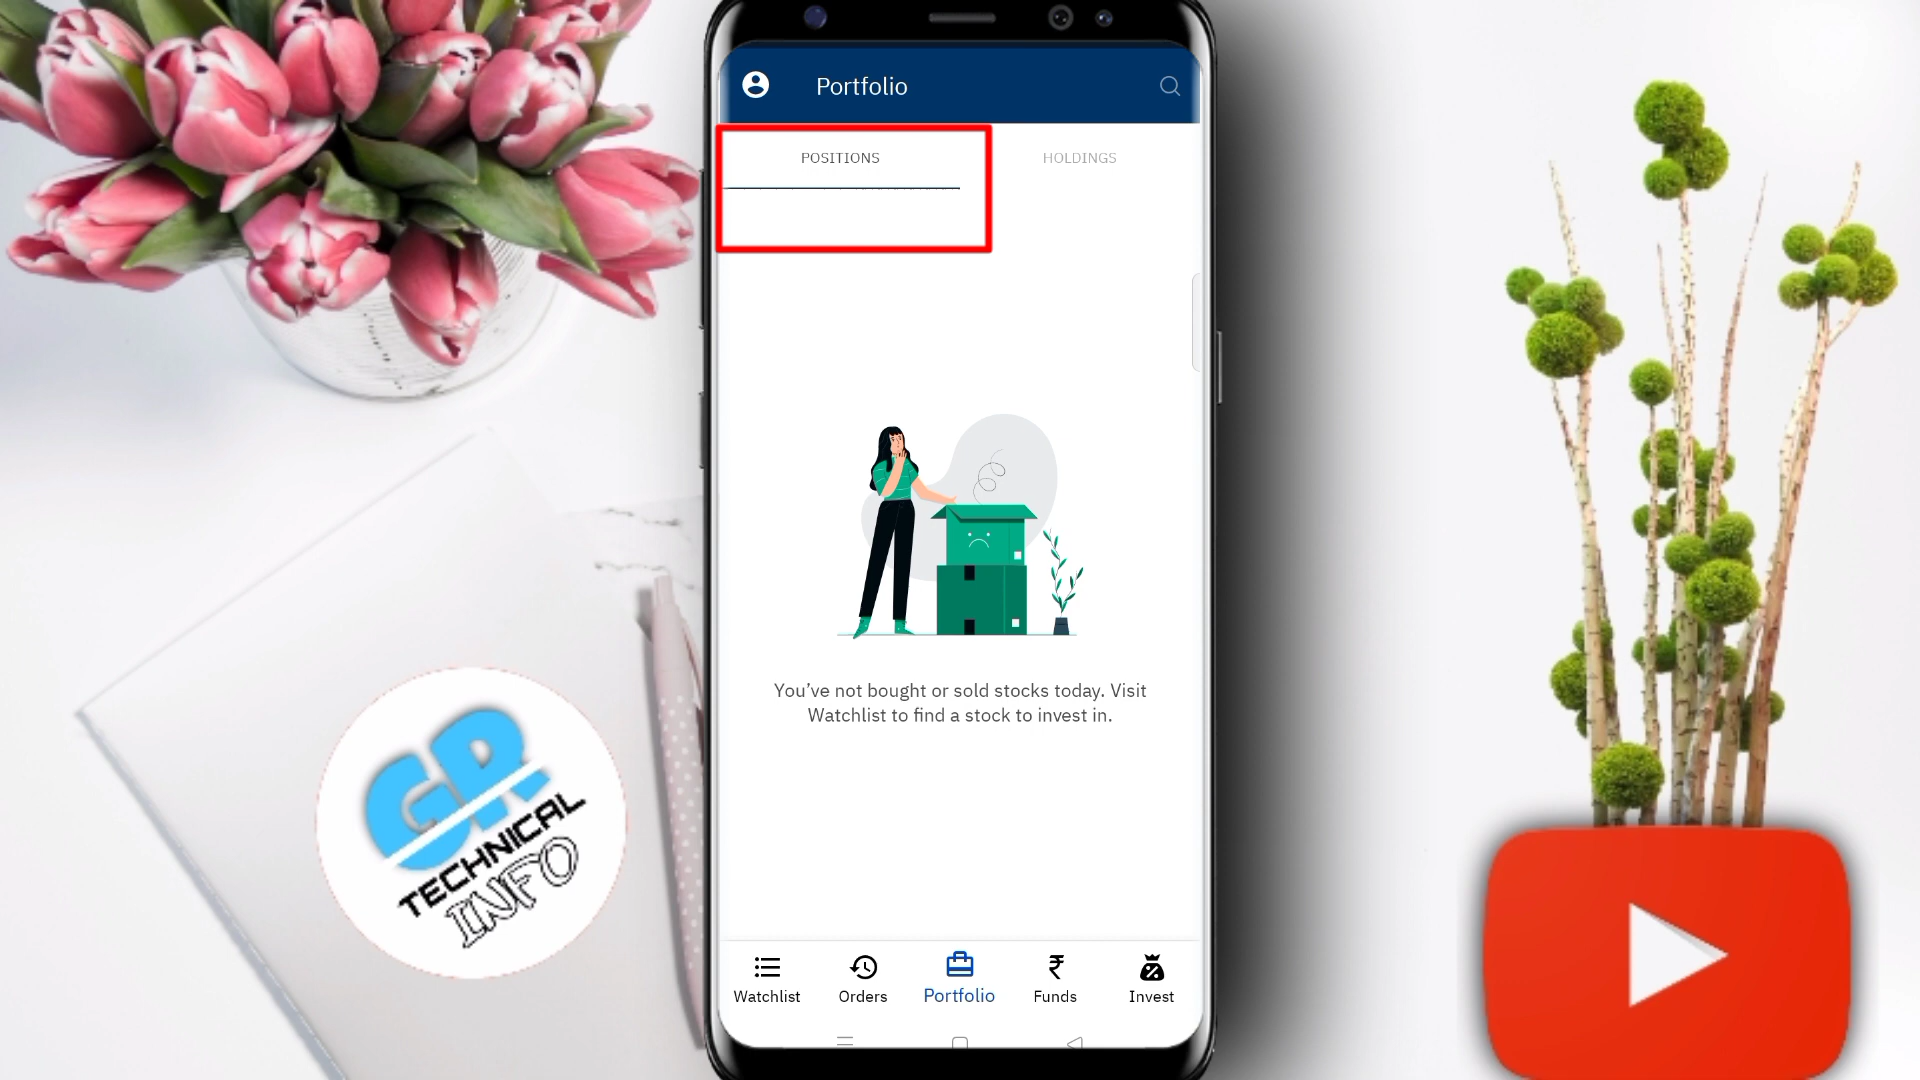 Portfolio
POSITIONS
HOLDINGS
You've not bought or sold stocks today. Visit
Watchlist to find a stock to invest in.
Watchlist
Orders
Portfolio
Funds
Invest
GR
TECHNICAL
INFO